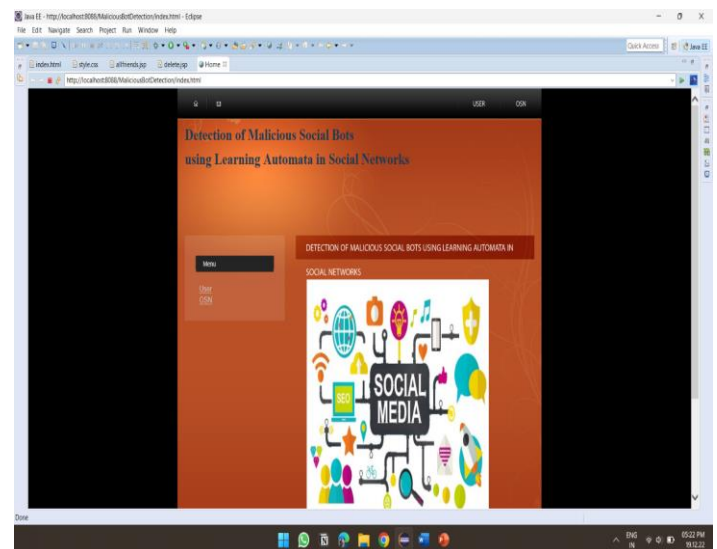 Java EE - http://localhost:8088/MaliciousBotDetection/index.html - Eclipse
File Edit Navigate Search Project Run Window Help
Quick Access
Java EE
index.html style.css allfriends.jsp delete.jsp Home
http://localhost:8088/MaliciousBotDetection/index.html
USER OSN
Detection of Malicious Social Bots
using Learning Automata in Social Networks
DETECTION OF MALICIOUS SOCIAL BOTS USING LEARNING AUTOMATA IN
SOCIAL NETWORKS
Menu
User
OSN
SEO
SOCIAL
MEDIA
Done
ENG
IN
05:22 PM
19.12.22